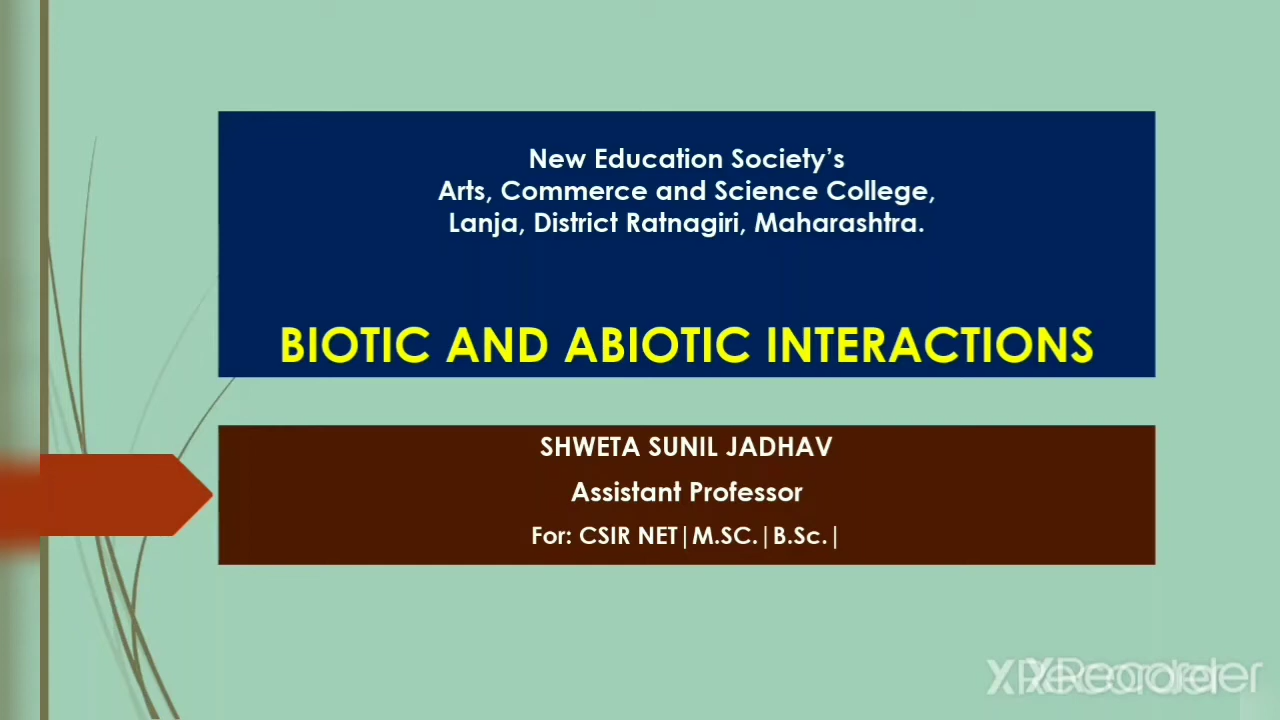 New Education Society's
Arts, Commerce and Science College,
Lanja, District Ratnagiri, Maharashtra.
BIOTIC AND ABIOTIC INTERACTIONS
SHWETA SUNIL JADHAV
Assistant Professor
For: CSIR NET|M.SC.|B.Sc.|
XRecorder